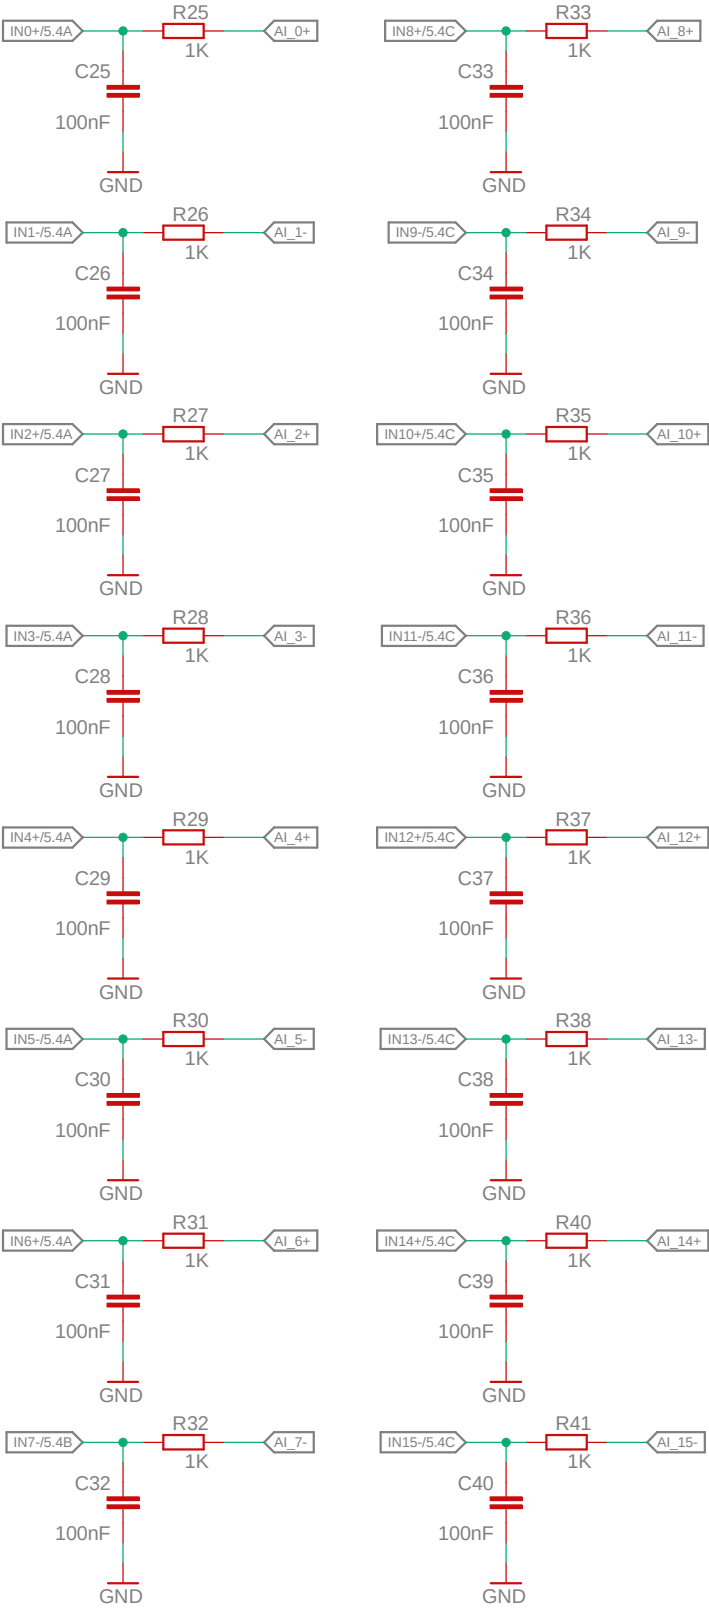 R25
IN0+/5.4A
AI_0+
1K
C25
100nF
GND
R33
IN8+/5.4C
AI_8+
1K
C33
100nF
GND
R26
IN1-/5.4A
AI_1-
1K
C26
100nF
GND
R34
IN9-/5.4C
AI_9-
1K
C34
100nF
GND
R27
IN2+/5.4A
AI_2+
1K
C27
100nF
GND
R35
IN10+/5.4C
AI_10+
1K
C35
100nF
GND
R28
IN3-/5.4A
AI_3-
1K
C28
100nF
GND
R36
IN11-/5.4C
AI_11-
1K
C36
100nF
GND
R29
IN4+/5.4A
AI_4+
1K
C29
100nF
GND
R37
IN12+/5.4C
AI_12+
1K
C37
100nF
GND
R30
IN5-/5.4A
AI_5-
1K
C30
100nF
GND
R38
IN13-/5.4C
AI_13-
1K
C38
100nF
GND
R31
IN6+/5.4A
AI_6+
1K
C31
100nF
GND
R40
IN14+/5.4C
AI_14+
1K
C39
100nF
GND
R32
IN7-/5.4B
AI_7-
1K
C32
100nF
GND
R41
IN15-/5.4C
AI_15-
1K
C40
100nF
GND